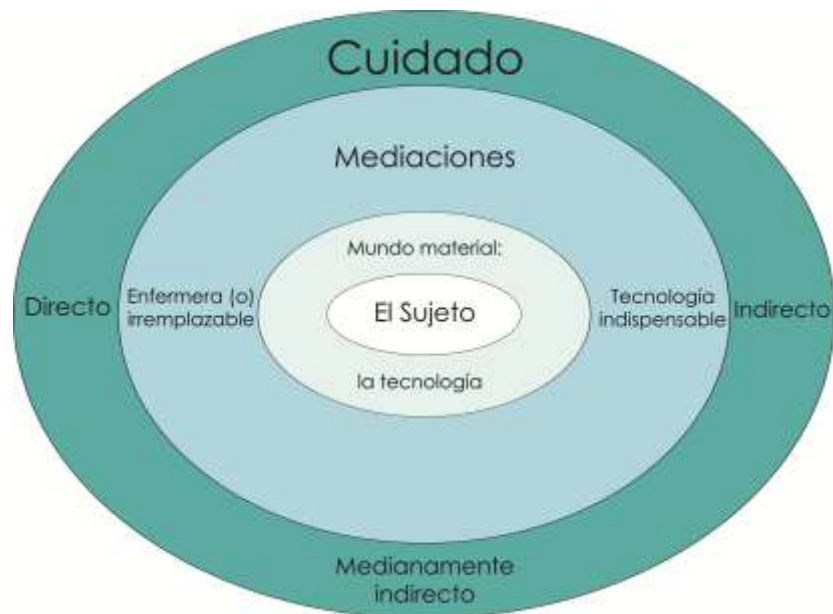 Cuidado
Mediaciones
Mundo material:
Directo
Enfermera (o)
irremplazable
El Sujeto
Tecnología
indispensable
Indirecto
la tecnología
Medianamente
indirecto